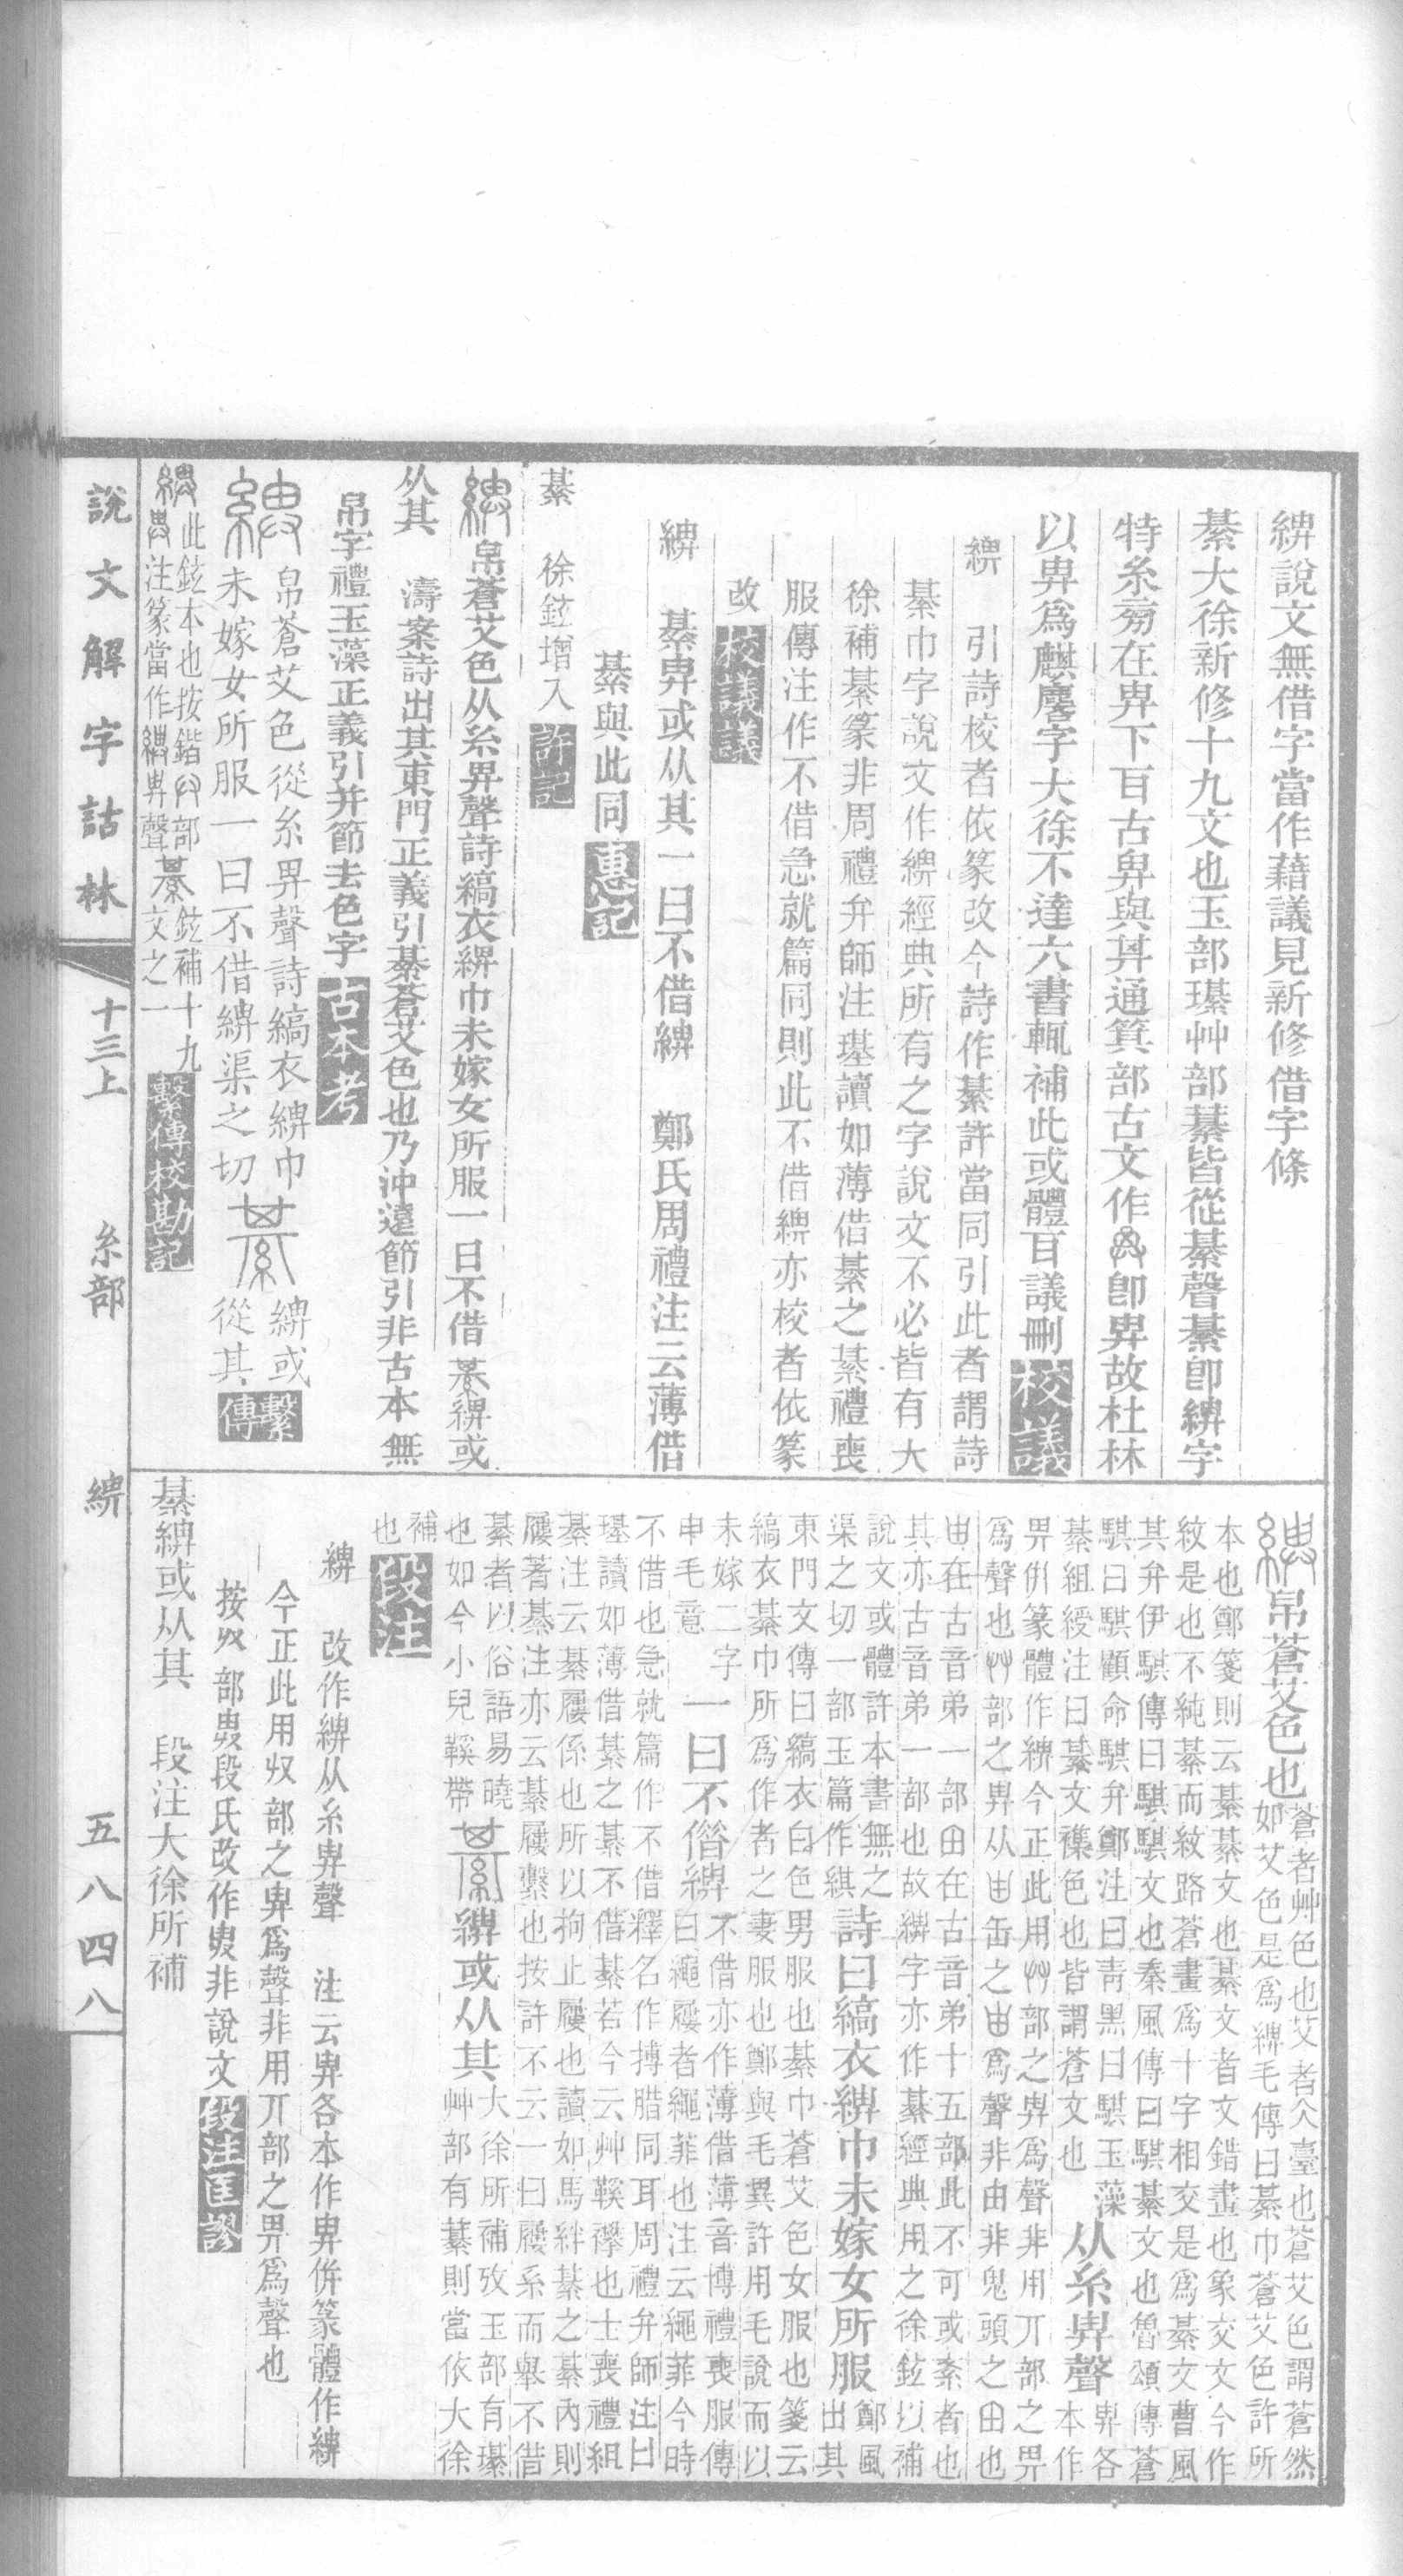 綥說文無借字當作藉議見新修借字條
綦大徐新修十九文也玉部璂艸部藄皆從綦聲綦卽綥字
特糸㫄在畁下百古畁與丌通箕部古文作卽畁故杜林
以畁爲麒麐字大徐不達六書輒補此或體百議刪校議
綥　引詩校者依篆改今詩作綦許當同引此者謂詩
綦巾字說文作綥經典所有之字說文不必皆有大
徐補綦篆非周禮弁師注璂讀如薄借綦之綦禮喪
服傳注作不借急就篇同則此不借綥亦校者依篆
改校議議
綥　綦畁或从其一曰不借綥　鄭氏周禮注云薄借
綦與此同惠記
綦　徐鉉增入許記
綥帛蒼艾色从糸畀聲詩縞衣綥巾未嫁女所服一曰不借綦綥或
从其　濤案詩出其東門正義引綦蒼艾色也乃沖遠節引非古本無
帛字禮玉藻正義引并節去色字古本考
綥帛蒼艾色從糸畀聲詩縞衣綥巾
未嫁女所服一曰不借綥渠之切綦綥或
從其繫傳
此鉉本也按鍇部
注篆當作綥畁聲綦鉉補十九
文之一繫傳校勘記
說文解字詁林　十三上　糸部　綥　五八四八
綥帛蒼艾色也蒼者艸色也艾者仌臺也蒼艾色謂蒼然
如艾色是爲綥毛傳曰綦巾蒼艾色許所
本也鄭箋則云綦綦文也綦文者文錯畫也象交文今作
紋是也不純綦而紋路蒼畫爲十字相交是爲綦文曹風
其弁伊騏傳曰騏騏文也秦風傳曰騏綦文也魯頌傳蒼
騏曰騏顧命騏弁鄭注曰靑黑曰騏玉藻
綦組綬注曰綦文襍色也皆謂蒼文也从糸畀聲畀各
本作
畀倂篆體作綥今正此用部之畀爲聲非用丌部之畀
爲聲也部之畀从甶缶之甶爲聲非由非鬼頭之田也
甶在古音弟一部田在古音弟十五部此不可或紊者也
其亦古音弟一部也故綥字亦作綦經典用之徐鉉以補
說文或體許本書無之
渠之切一部玉篇作䋛詩曰縞衣綥巾未嫁女所服鄭風
出其
東門文傳曰縞衣白色男服也綦巾蒼艾色女服也箋云
縞衣綦巾所爲作者之妻服也鄭與毛異許用毛說而以
未嫁二字
申毛意一曰不借綥不借亦作薄借薄音博禮喪服傳
曰繩屨者繩菲也注云繩菲今時
不借也急就篇作不借釋名作搏腊同耳周禮弁師注曰
璂讀如薄借綦之綦不借綦若今云艸鞵襻也士喪禮組
綦注云綦屨係也所以拘止屨也讀如馬絆綦之綦內則
屨著綦注亦云綦屨繫也按許不云一曰屨系而舉不借
綦者以俗語易曉
也如今小兒鞵帶綦綥或从其大徐所補攷玉部有璂
艸部有藄則當依大徐
補
也段注
綥　改作綥从糸畁聲　注云畁各本作畀倂篆體作綥
今正此用𠬞部之畁爲聲非用丌部之畀爲聲也
按𠬞部畁段氏改作𢌿非說文段注匡謬
綦綥或从其　段注大徐所補